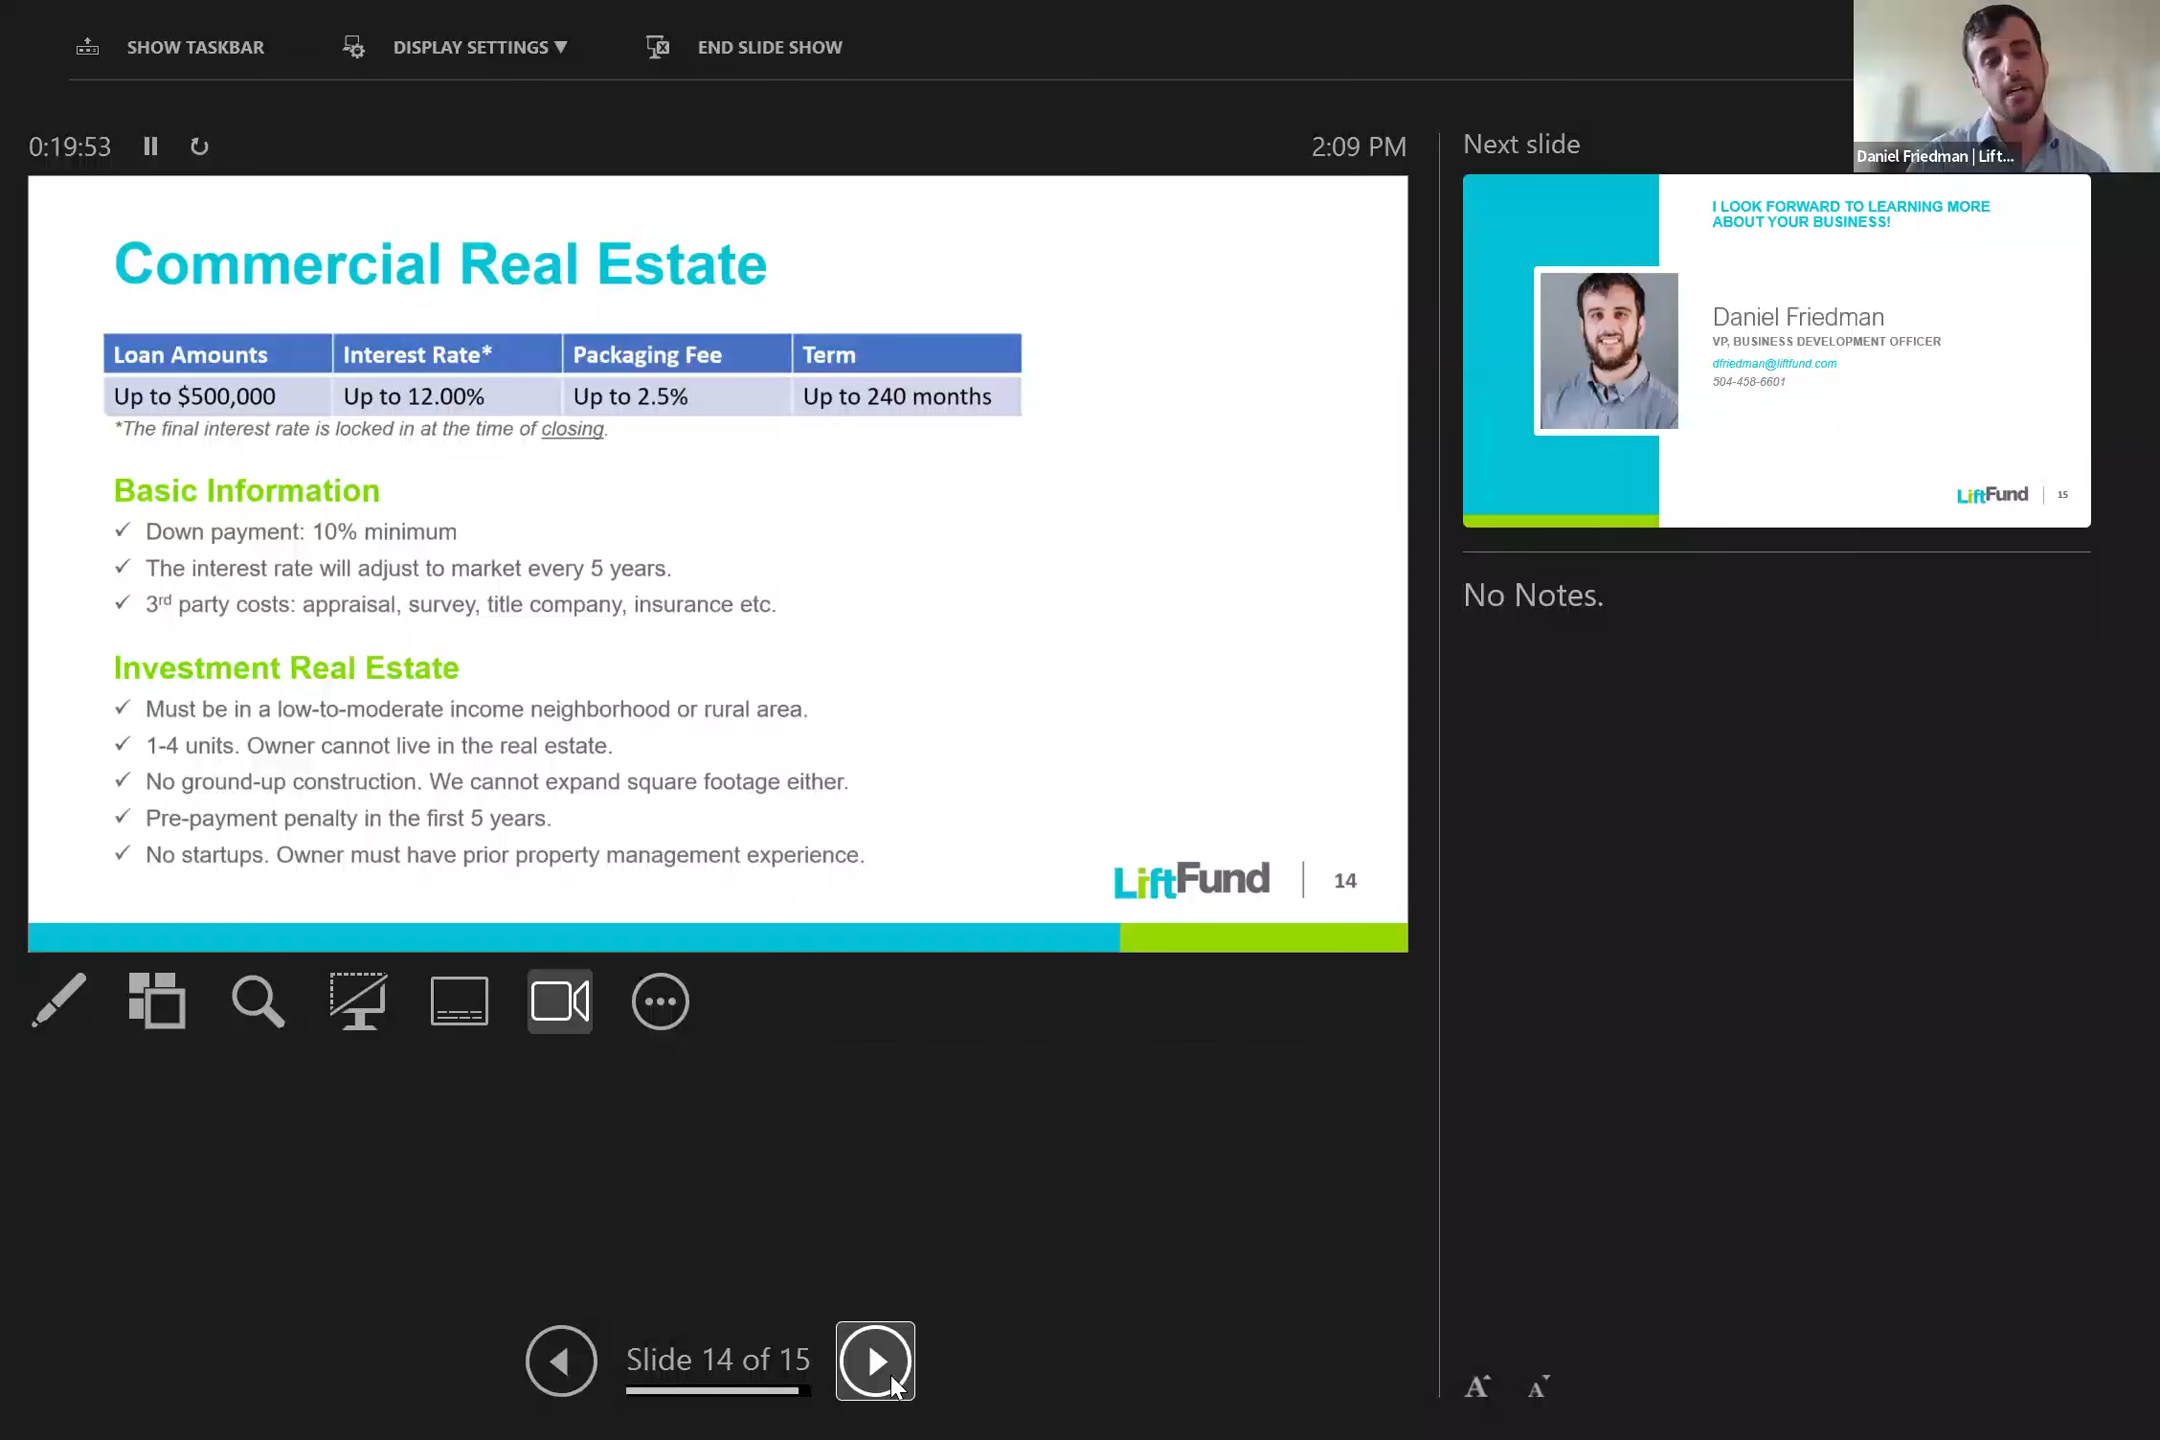 SHOW TASKBAR
DISPLAY SETTINGS ▼
END SLIDE SHOW
0:19:53
2:09 PM
Commercial Real Estate
Loan Amounts Interest Rate* Packaging Fee Term
Up to $500,000 Up to 12.00% Up to 2.5% Up to 240 months
*The final interest rate is locked in at the time of closing.
Basic Information
✓ Down payment: 10% minimum
✓ The interest rate will adjust to market every 5 years.
✓ 3rd party costs: appraisal, survey, title company, insurance etc.
Investment Real Estate
✓ Must be in a low-to-moderate income neighborhood or rural area.
✓ 1-4 units. Owner cannot live in the real estate.
✓ No ground-up construction. We cannot expand square footage either.
✓ Pre-payment penalty in the first 5 years.
✓ No startups. Owner must have prior property management experience.
LiftFund | 14
Slide 14 of 15
Next slide
Daniel Friedman | Lift...
I LOOK FORWARD TO LEARNING MORE
ABOUT YOUR BUSINESS!
Daniel Friedman
VP, BUSINESS DEVELOPMENT OFFICER
dfriedman@liftfund.com
504-458-6601
LiftFund | 15
No Notes.
A A